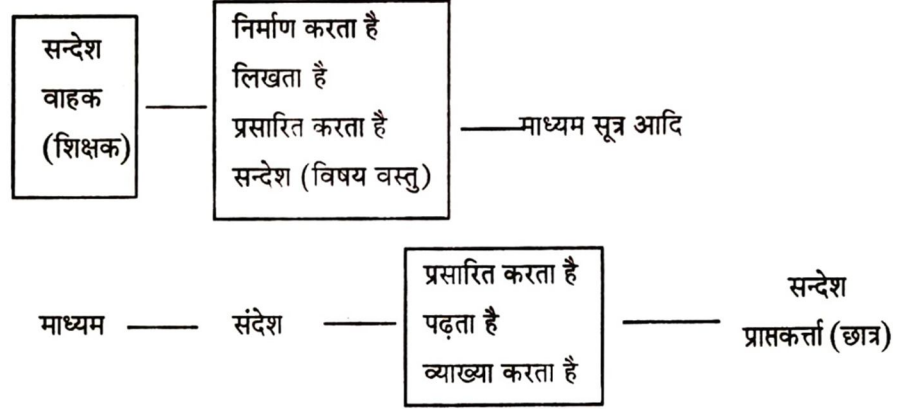 सन्देश
वाहक
(शिक्षक)
निर्माण करता है
लिखता है
प्रसारित करता है
सन्देश (विषय वस्तु)
माध्यम सूत्र आदि
माध्यम
संदेश
प्रसारित करता है
पढ़ता है
व्याख्या करता है
सन्देश
प्राप्तकर्त्ता (छात्र)